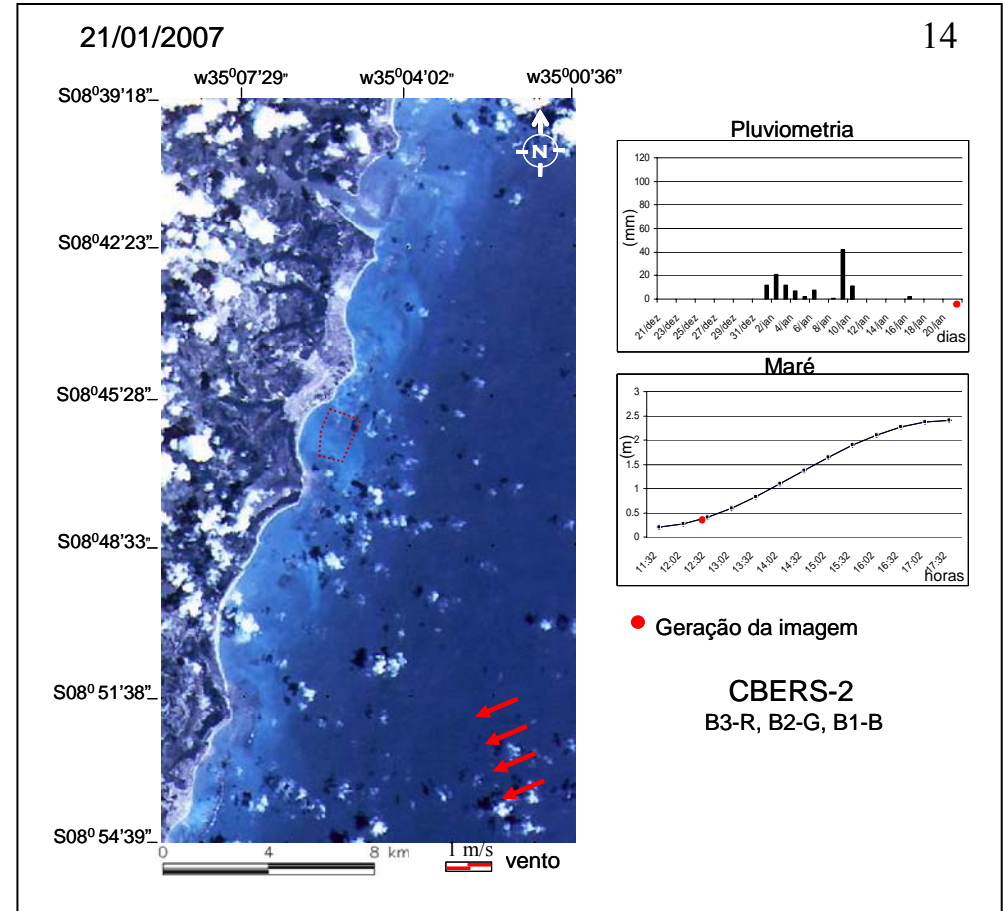 21/01/2007
14
w35⁰07'29" w35⁰04'02" w35⁰00'36"
S08⁰39'18"
S08⁰42'23"
S08⁰45'28"
S08⁰48'33"
S08⁰51'38"
S08⁰54'39"
N
0 4 8 km
1 m/s vento
Pluviometria
(mm)
120
100
80
60
40
20
0
21/dez 23/dez 25/dez 27/dez 29/dez 31/dez 2/jan 4/jan 6/jan 8/jan 10/jan 12/jan 14/jan 16/jan 18/jan 20/jan
dias
Maré
(m)
3
2.5
2
1.5
1
0.5
0
11:32 12:02 12:32 13:02 13:32 14:02 14:32 15:02 15:32 16:02 16:32 17:02 17:32
horas
Geração da imagem
CBERS-2
B3-R, B2-G, B1-B